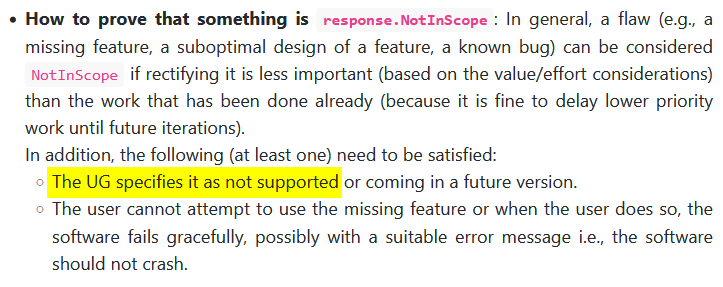 • How to prove that something is response.NotInScope: In general, a flaw (e.g., a
missing feature, a suboptimal design of a feature, a known bug) can be considered
NotInScope if rectifying it is less important (based on the value/effort considerations)
than the work that has been done already (because it is fine to delay lower priority
work until future iterations).
In addition, the following (at least one) need to be satisfied:
○ The UG specifies it as not supported or coming in a future version.
○ The user cannot attempt to use the missing feature or when the user does so, the
software fails gracefully, possibly with a suitable error message i.e., the software
should not crash.